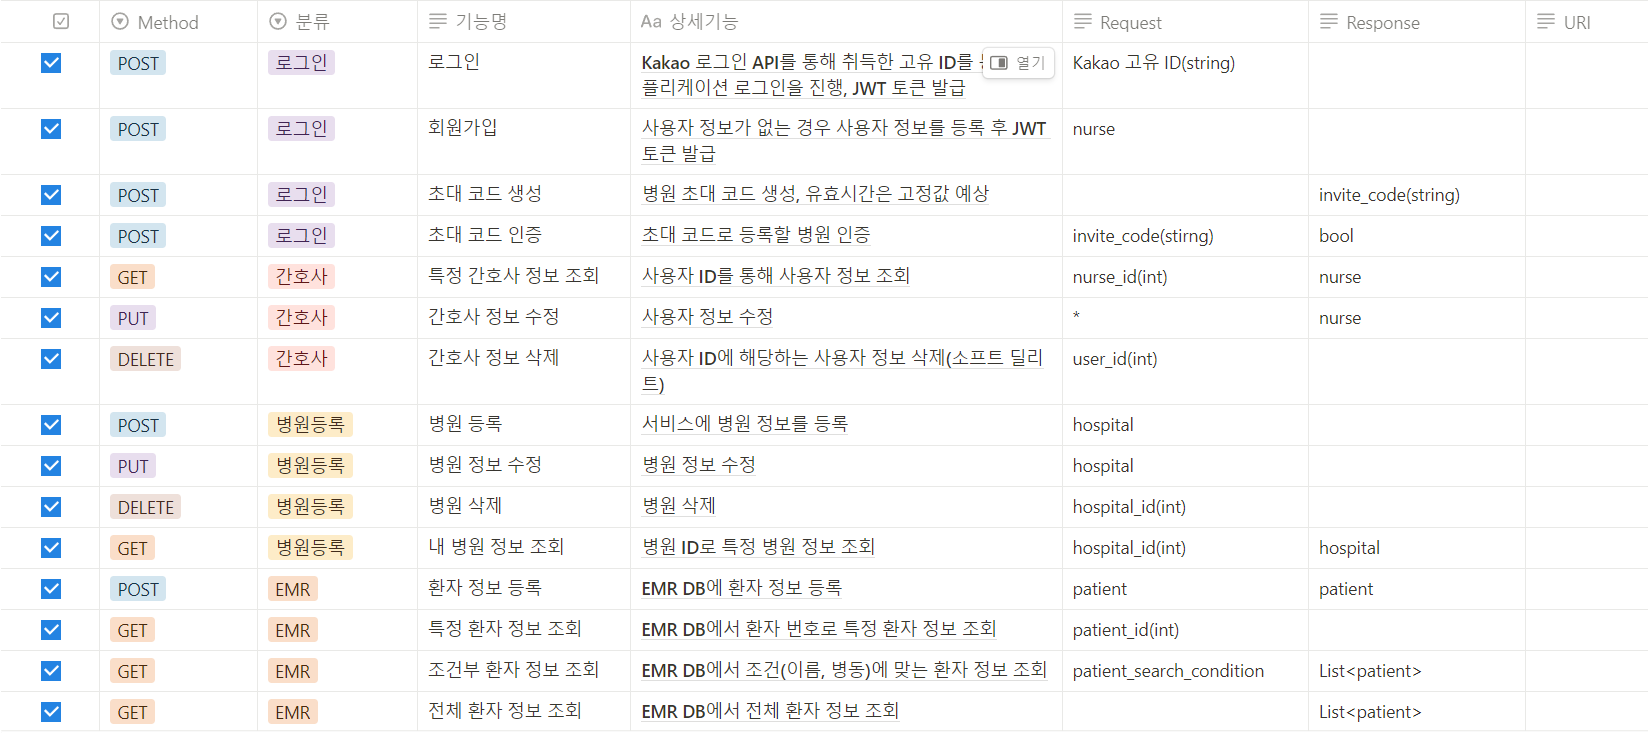 Method 분류 기능명 Aa 상세기능 Request Response URI
POST 로그인 로그인 Kakao 로그인 API를 통해 취득한 고유 ID를 열기 Kakao 고유 ID(string)
플리케이션 로그인을 진행, JWT 토큰 발급
POST 로그인 회원가입 사용자 정보가 없는 경우 사용자 정보를 등록 후 JWT nurse
토큰 발급
POST 로그인 초대 코드 생성 병원 초대 코드 생성, 유효시간은 고정값 예상 invite_code(string)
POST 로그인 초대 코드 인증 초대 코드로 등록할 병원 인증 invite_code(stirng) bool
GET 간호사 특정 간호사 정보 조회 사용자 ID를 통해 사용자 정보 조회 nurse_id(int) nurse
PUT 간호사 간호사 정보 수정 사용자 정보 수정 * nurse
DELETE 간호사 간호사 정보 삭제 사용자 ID에 해당하는 사용자 정보 삭제(소프트 딜리 user_id(int)
트)
POST 병원등록 병원 등록 서비스에 병원 정보를 등록 hospital
PUT 병원등록 병원 정보 수정 병원 정보 수정 hospital
DELETE 병원등록 병원 삭제 병원 삭제 hospital_id(int)
GET 병원등록 내 병원 정보 조회 병원 ID로 특정 병원 정보 조회 hospital_id(int) hospital
POST EMR 환자 정보 등록 EMR DB에 환자 정보 등록 patient patient
GET EMR 특정 환자 정보 조회 EMR DB에서 환자 번호로 특정 환자 정보 조회 patient_id(int)
GET EMR 조건부 환자 정보 조회 EMR DB에서 조건(이름, 병동)에 맞는 환자 정보 조회 patient_search_condition List<patient>
GET EMR 전체 환자 정보 조회 EMR DB에서 전체 환자 정보 조회 List<patient>